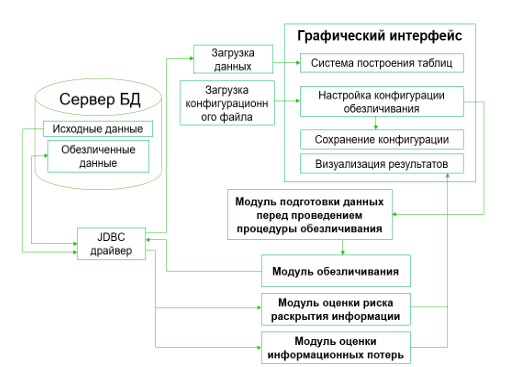 Графический интерфейс
Загрузка
данных
Система построения таблиц
Загрузка
конфигурационн
ого файла
Настройка конфигурации
обезличивания
Сохранение конфигурации
Визуализация результатов
Сервер БД
Исходные данные
Обезличенные
данные
JDBC
драйвер
Модуль подготовки данных
перед проведением
процедуры обезличивания
Модуль обезличивания
Модуль оценки риска
раскрытия информации
Модуль оценки
информационных потерь